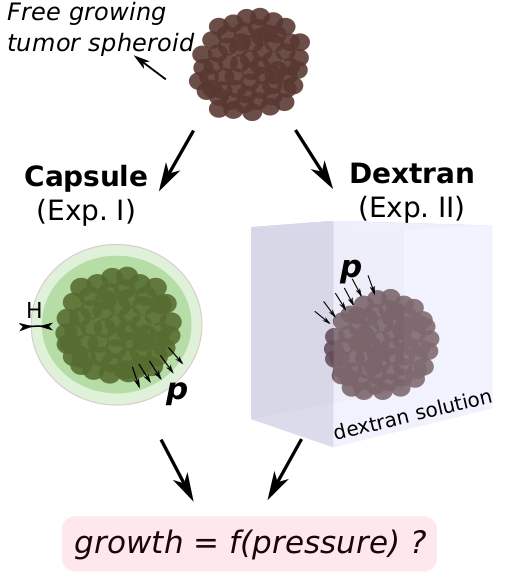 Free growing
tumor spheroid
Capsule
(Exp. I)
Dextran
(Exp. II)
H
p
p
dextran solution
growth = f(pressure) ?